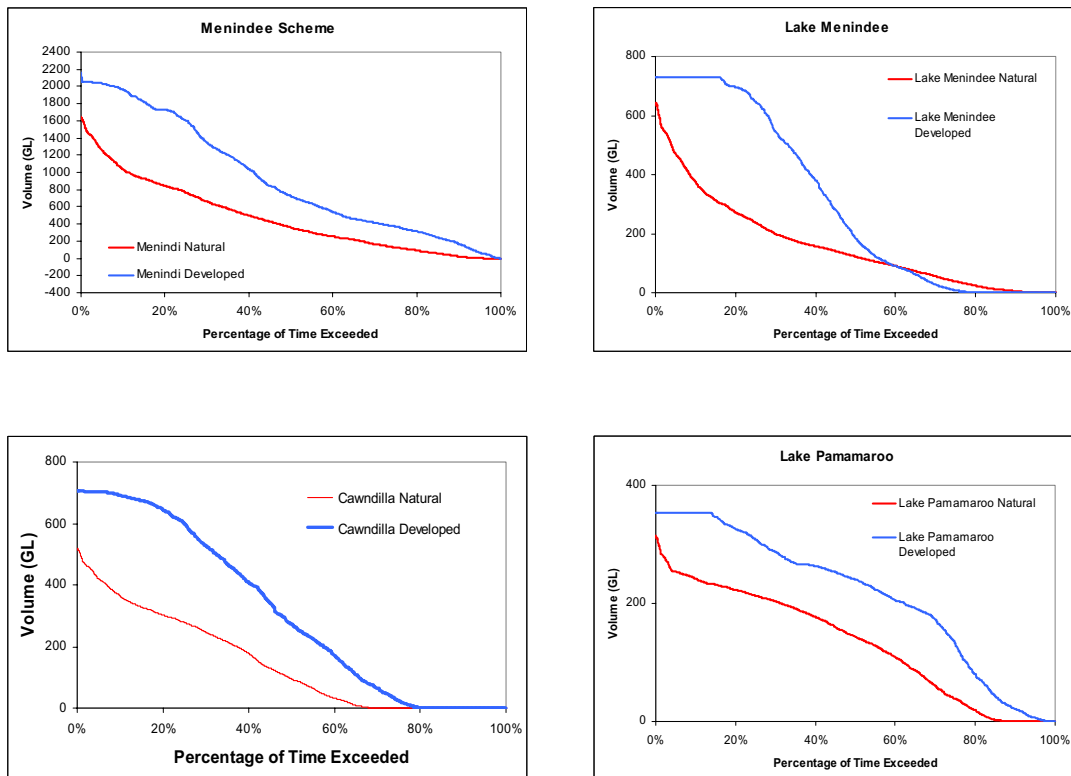 Menindee Scheme
2400
2200
2000
1800
1600
1400
1200
1000
800
600
400
200
0
-200
-400
Volume (GL)
Menindi Natural
Menindi Developed
0% 20% 40% 60% 80% 100%
Percentage of Time Exceeded
Lake Menindee
800
600
400
200
0
Volume (GL)
Lake Menindee Natural
Lake Menindee
Developed
0% 20% 40% 60% 80% 100%
Percentage of Time Exceeded
800
600
400
200
0
Volume (GL)
Cawndilla Natural
Cawndilla Developed
0% 20% 40% 60% 80% 100%
Percentage of Time Exceeded
Lake Pamamaroo
400
200
0
Volume (GL)
Lake Pamamaroo Natural
Lake Pamamaroo
Developed
0% 20% 40% 60% 80% 100%
Percentage of Time Exceeded